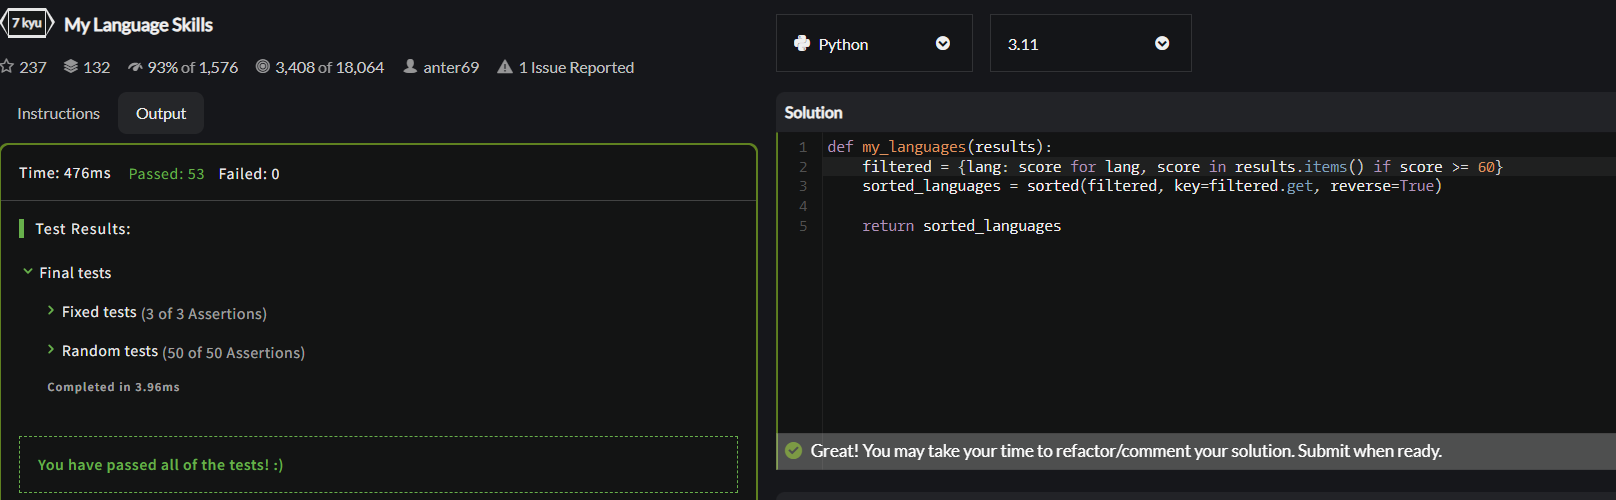 7 kyu My Language Skills
237 132 93% of 1,576 3,408 of 18,064 anter69 1 Issue Reported
Instructions Output
Time: 476ms Passed: 53 Failed: 0
Test Results:
Final tests
Fixed tests (3 of 3 Assertions)
Random tests (50 of 50 Assertions)
Completed in 3.96ms
You have passed all of the tests! :)
Python 3.11
Solution
1 def my_languages(results):
2     filtered = {lang: score for lang, score in results.items() if score >= 60}
3     sorted_languages = sorted(filtered, key=filtered.get, reverse=True)
4
5     return sorted_languages
Great! You may take your time to refactor/comment your solution. Submit when ready.